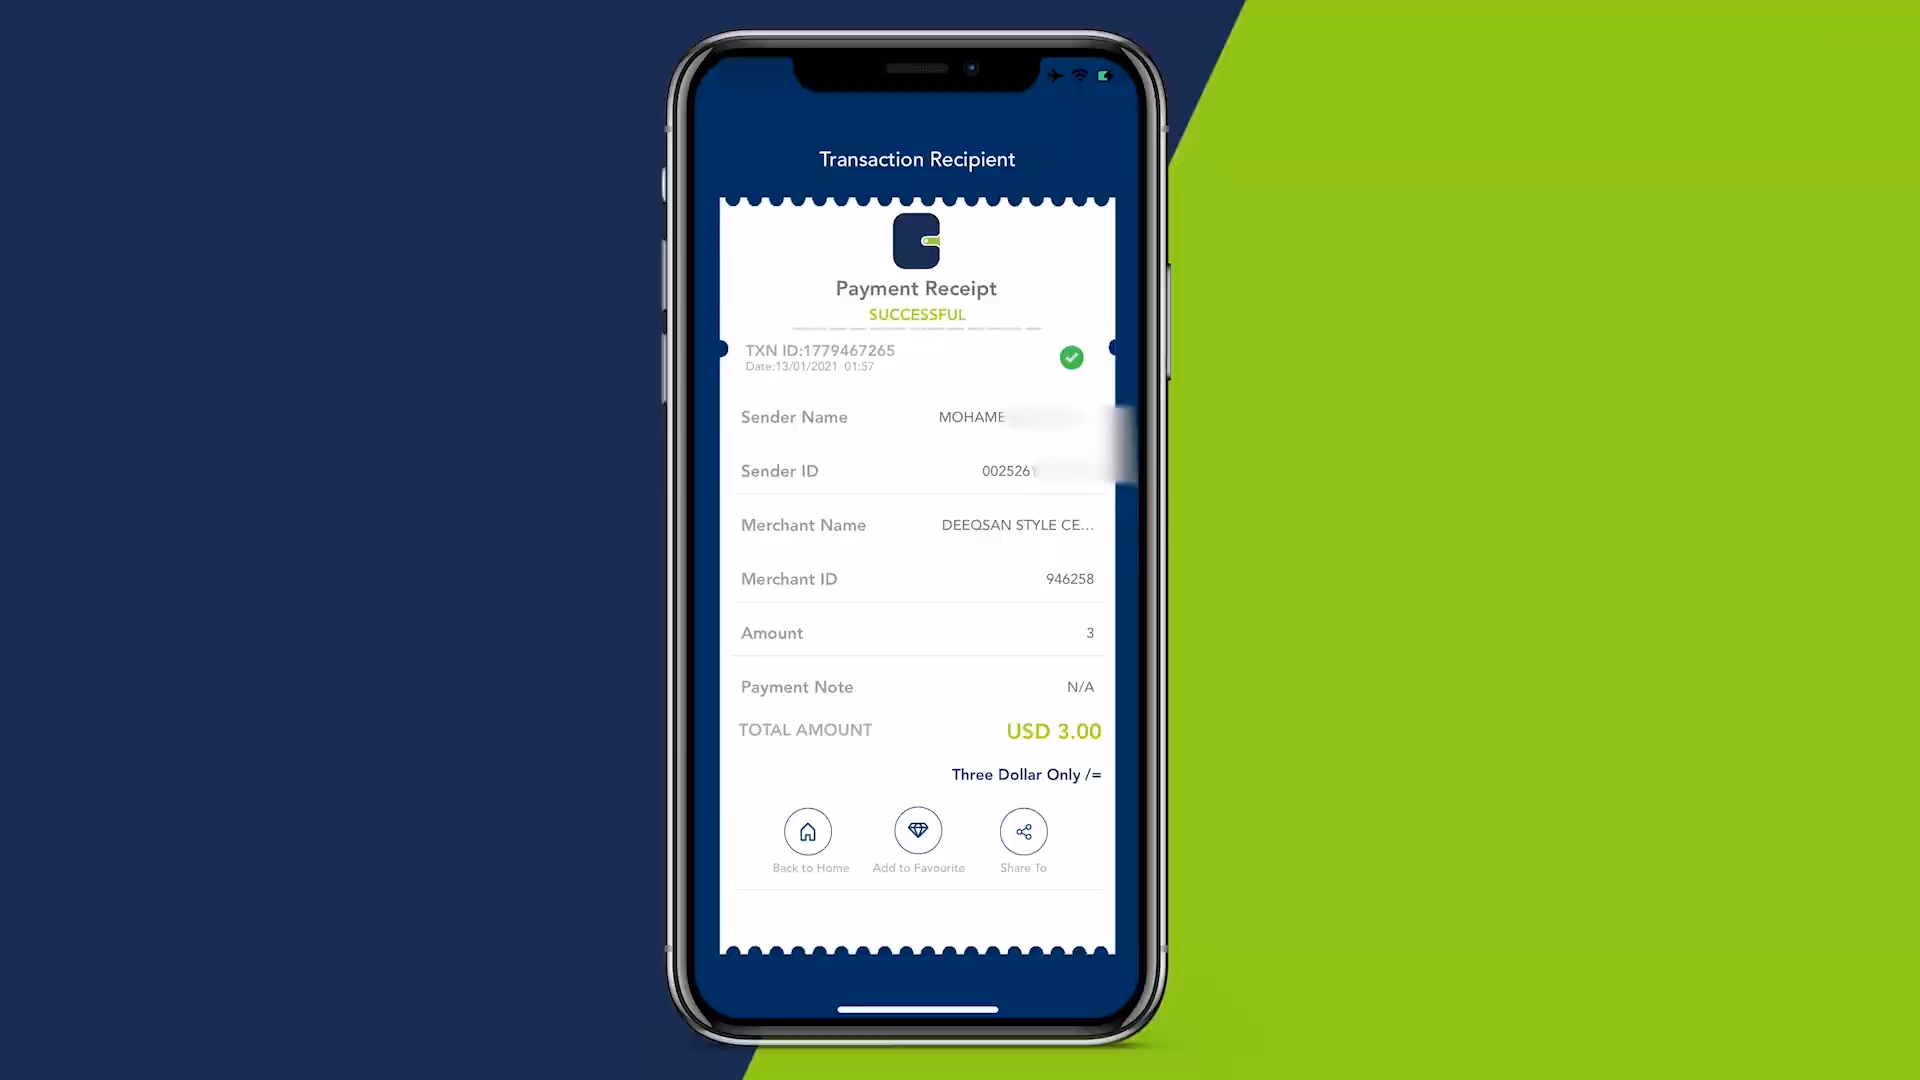 Transaction Recipient
Payment Receipt
SUCCESSFUL
TXN ID:1779467265
Date:13/01/2021 01:57
Sender Name MOHAME
Sender ID 002526
Merchant Name DEEQSAN STYLE CE...
Merchant ID 946258
Amount 3
Payment Note N/A
TOTAL AMOUNT USD 3.00
Three Dollar Only /=
Back to Home Add to Favourite Share To